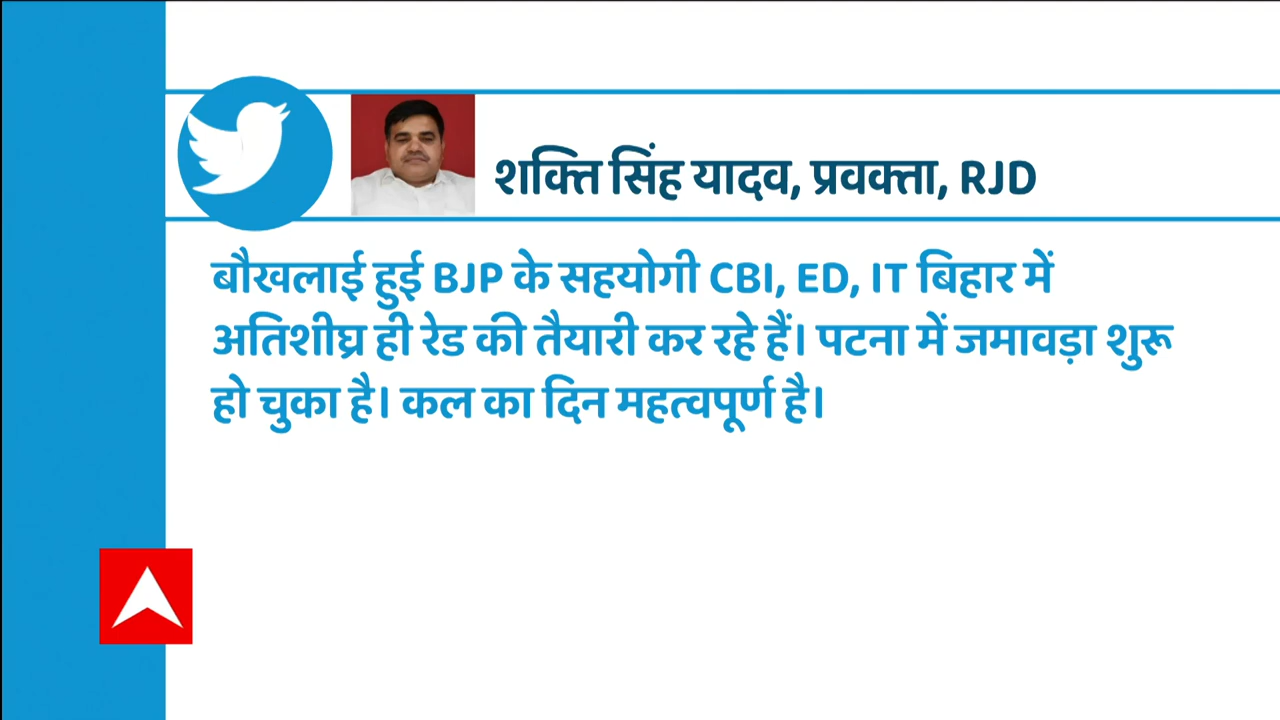 शक्ति सिंह यादव, प्रवक्ता, RJD
बौखलाई हुई BJP के सहयोगी CBI, ED, IT बिहार में
अतिशीघ्र ही रेड की तैयारी कर रहे हैं। पटना में जमावड़ा शुरू
हो चुका है। कल का दिन महत्वपूर्ण है।